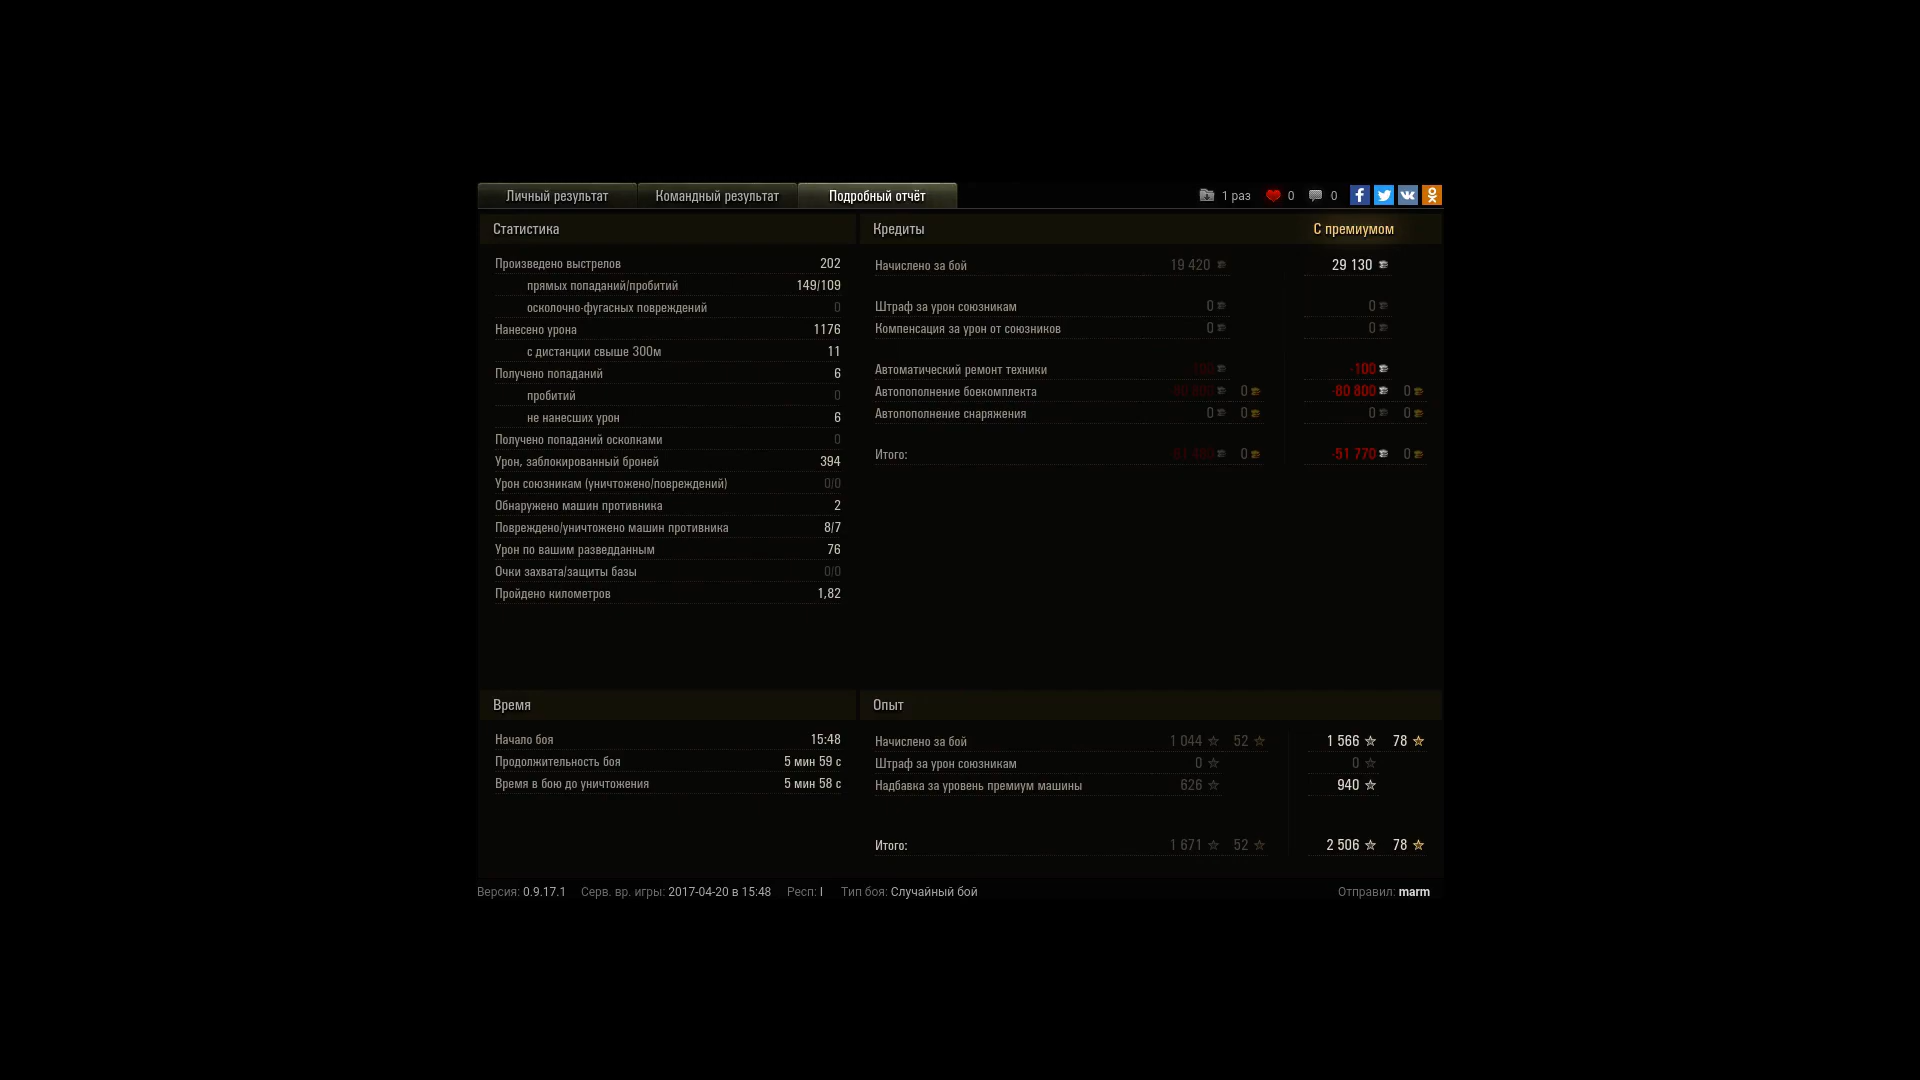 Личный результат Командный результат Подробный отчёт 1 раз 0 0
Статистика
Произведено выстрелов 202
прямых попаданий/пробитий 149/109
осколочно-фугасных повреждений 0
Нанесено урона 1176
с дистанции свыше 300м 11
Получено попаданий 6
пробитий 0
не нанесших урон 6
Получено попаданий осколками 0
Урон, заблокированный броней 394
Урон союзникам (уничтожено/повреждений) 0/0
Обнаружено машин противника 2
Повреждено/уничтожено машин противника 8/7
Урон по вашим разведданным 76
Очки захвата/защиты базы 0/0
Пройдено километров 1,82
Кредиты С премиумом
Начислено за бой 19 420 29 130
Штраф за урон союзникам 0 0
Компенсация за урон от союзников 0 0
Автоматический ремонт техники -100 -100
Автопополнение боекомплекта -80 800 0 -80 800 0
Автопополнение снаряжения 0 0 0 0
Итого: 0 -51 770 0
Время
Начало боя 15:48
Продолжительность боя 5 мин 59 с
Время в бою до уничтожения 5 мин 58 с
Опыт
Начислено за бой 1 044 52 1 566 78
Штраф за урон союзникам 0 0
Надбавка за уровень премиум машины 626 940
Итого: 1 671 52 2 506 78
Версия: 0.9.17.1 Серв. вр. игры: 2017-04-20 в 15:48 Респ: I Тип боя: Случайный бой Отправил: marm